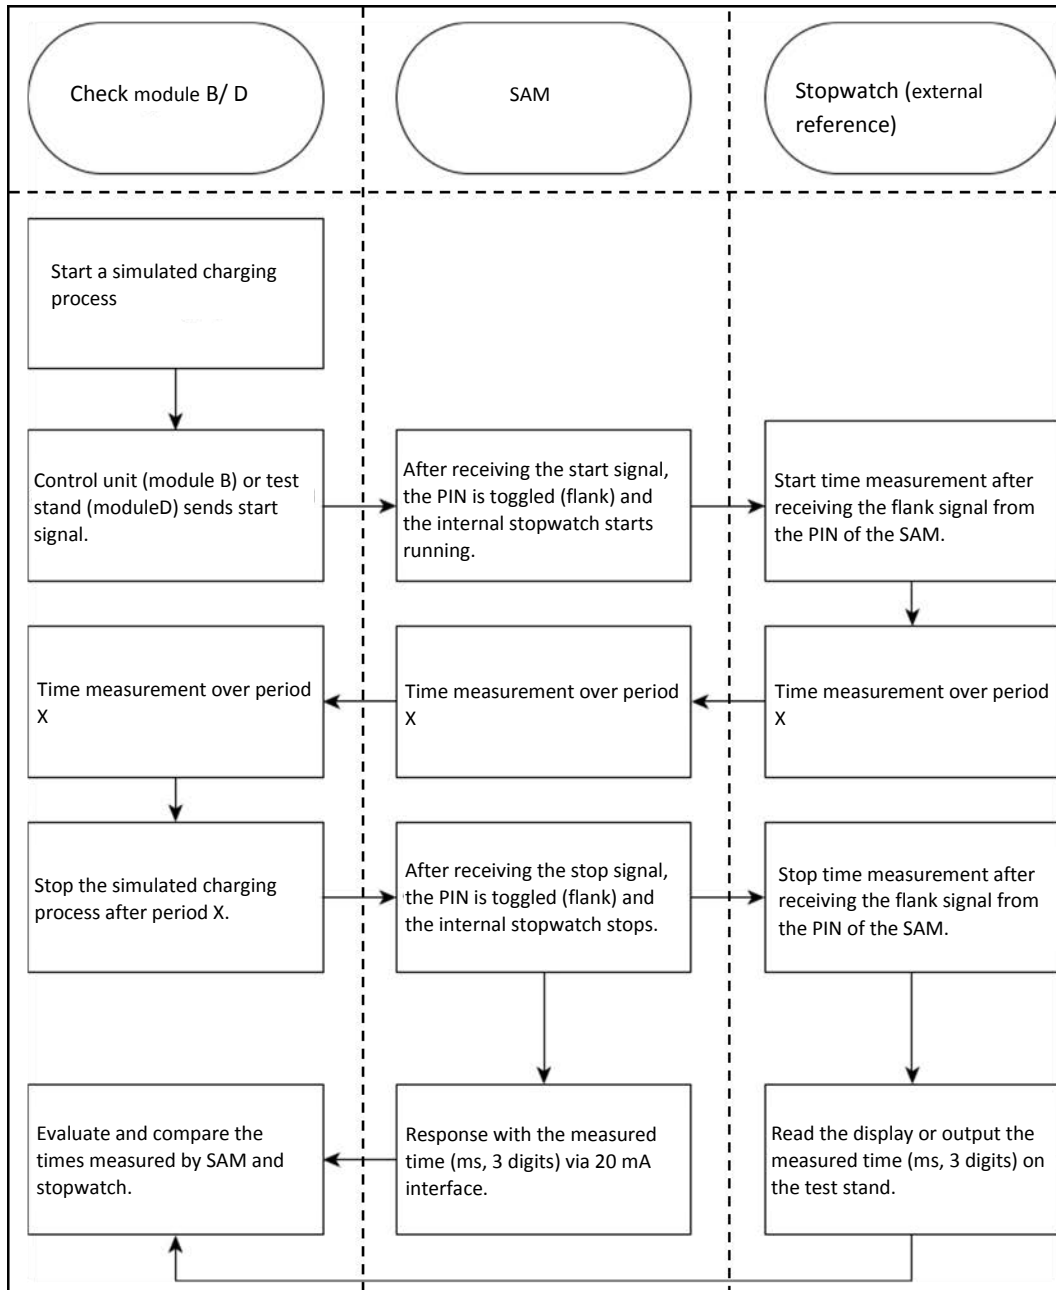 Check module B/ D
SAM
Stopwatch (external
reference)
Start a simulated charging
process
Control unit (module B) or test
stand (moduleD) sends start
signal.
After receiving the start signal,
the PIN is toggled (flank) and
the internal stopwatch starts
running.
Start time measurement after
receiving the flank signal from
the PIN of the SAM.
Time measurement over period
X
Time measurement over period
X
Time measurement over period
X
Stop the simulated charging
process after period X.
After receiving the stop signal,
the PIN is toggled (flank) and
the internal stopwatch stops.
Stop time measurement after
receiving the flank signal from
the PIN of the SAM.
Evaluate and compare the
times measured by SAM and
stopwatch.
Response with the measured
time (ms, 3 digits) via 20 mA
interface.
Read the display or output the
measured time (ms, 3 digits) on
the test stand.